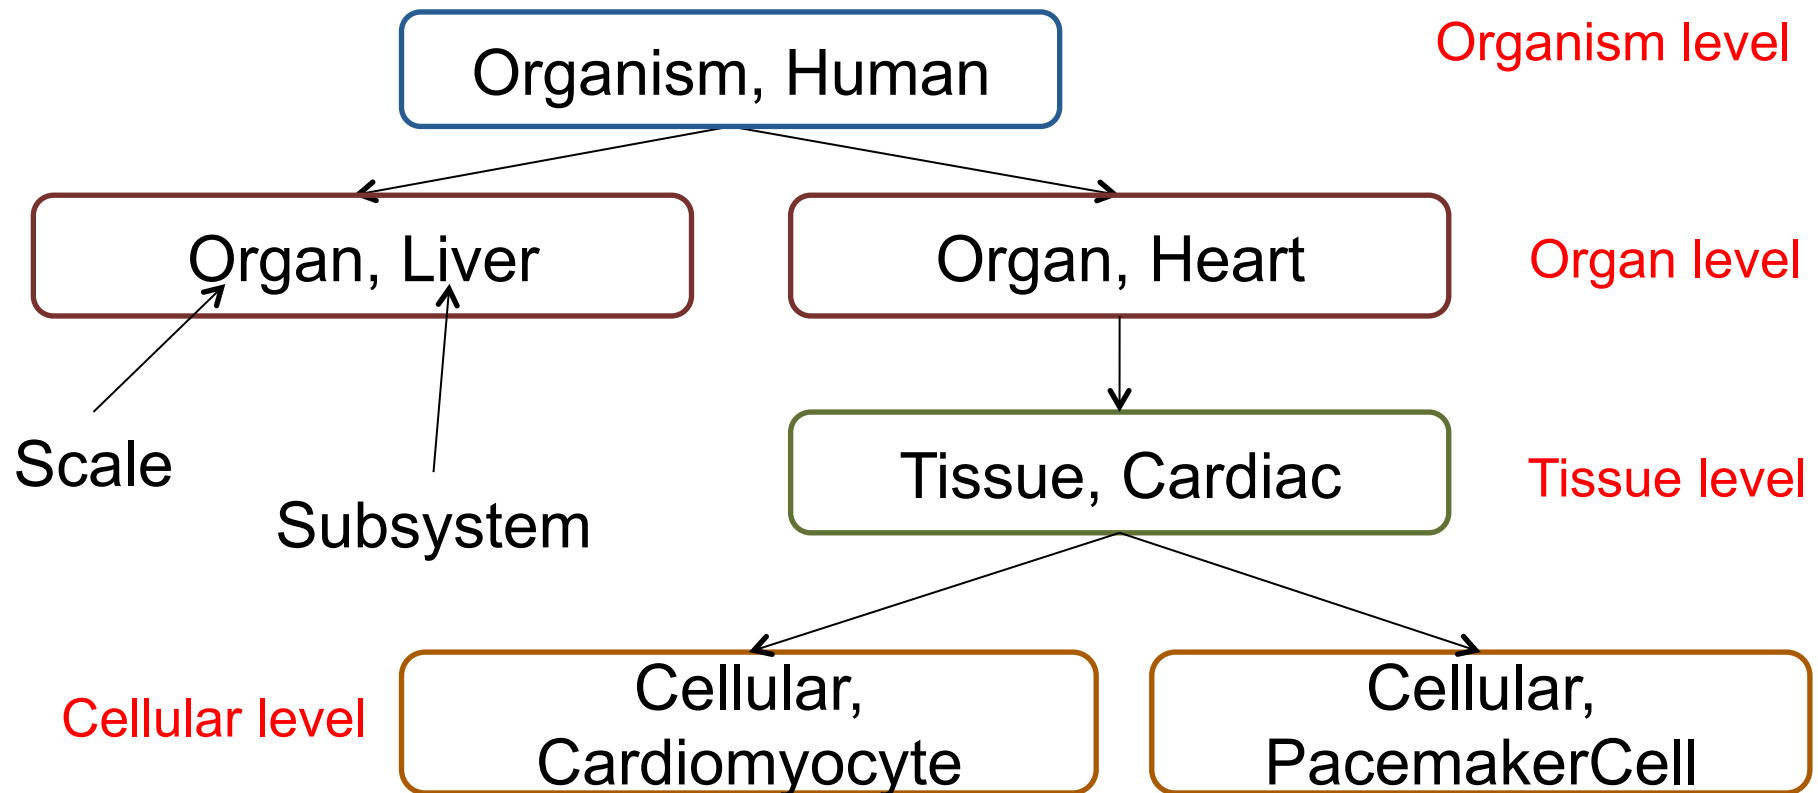 Organism, Human
Organism level
Organ, Liver
Organ, Heart
Organ level
Scale
Subsystem
Tissue, Cardiac
Tissue level
Cellular level
Cellular,
Cardiomyocyte
Cellular,
PacemakerCell